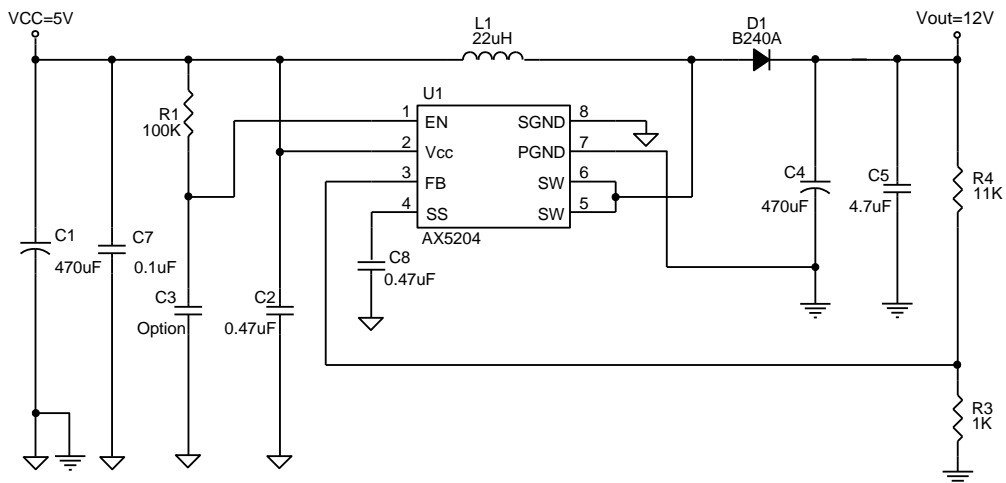 VCC=5V
L1
22uH
D1
B240A
Vout=12V
R1
100K
U1
1
EN
SGND
8
2
Vcc
PGND
7
3
FB
SW
6
4
SS
SW
5
AX5204
C4
470uF
C5
4.7uF
R4
11K
C1
470uF
C7
0.1uF
C8
0.47uF
C3
Option
C2
0.47uF
R3
1K